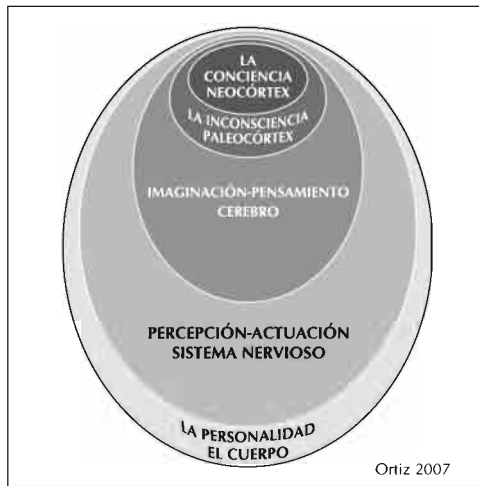 LA
CONCIENCIA
NEOCÓRTEX
LA INCONSCIENCIA
PALEOCÓRTEX
IMAGINACIÓN-PENSAMIENTO
CEREBRO
PERCEPCIÓN-ACTUACIÓN
SISTEMA NERVIOSO
LA PERSONALIDAD
EL CUERPO
Ortiz 2007